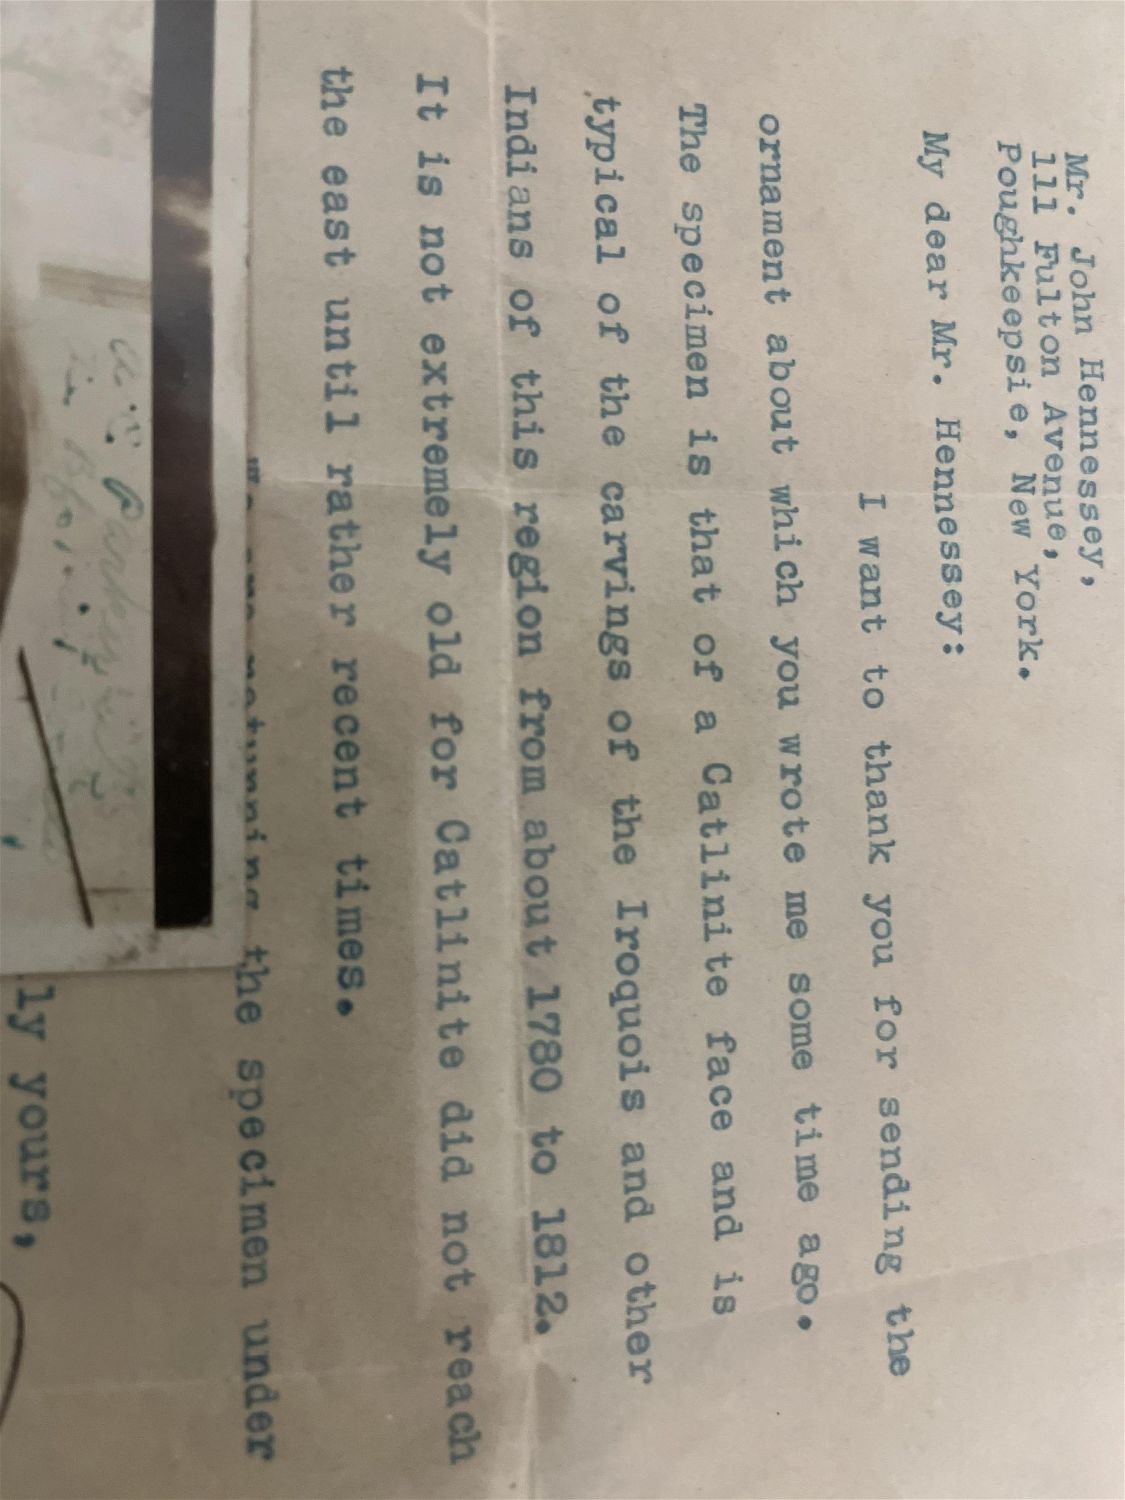 Mr. John Hennessey,
111 Fulton Avenue,
Poughkeepsie, New York.
My dear Mr. Hennessey:
I want to thank you for sending the
ornament about which you wrote me some time ago.
The specimen is that of a Catlinite face and is
typical of the carvings of the Iroquois and other
Indians of this region from about 1780 to 1812.
It is not extremely old for Catlinite did not reach
the east until rather recent times.
the specimen under
ly yours,